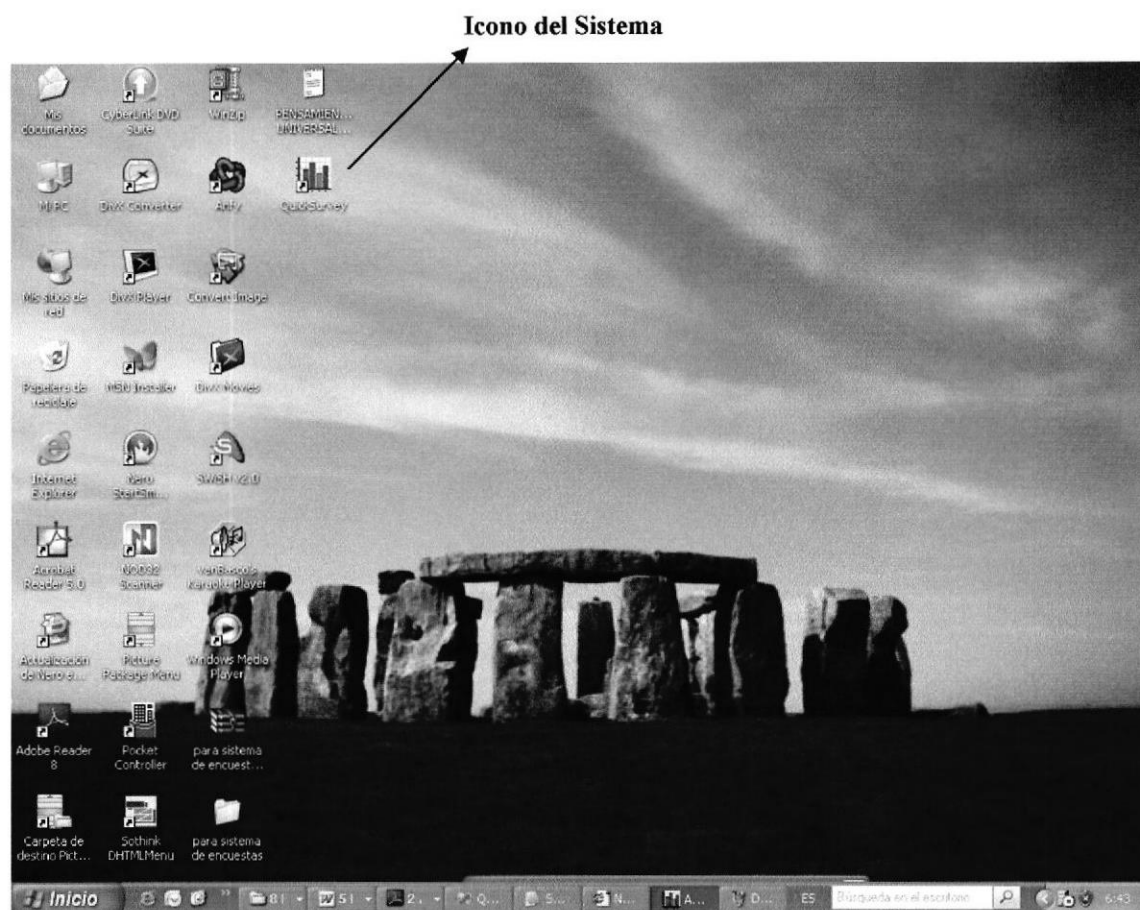 Icono del Sistema
Mis
documentos
CyberLink DVD
Suite
WinZip
PENSAMIEN...
UNIVERSAL...
Mi PC
DivX Converter
Anfy
QuickSurvey
Mis sitios de
red
DivX Player
Convert Image
Papelera de
reciclaje
MSN Installer
DivX Movies
Internet
Explorer
Nero
StartSm...
SWiSH v2.0
Acrobat
Reader 5.0
NOD32
Scanner
vanBasco's
Karaoke Player
Actualización
de Nero e...
Picture
Package Menu
Windows Media
Player
Adobe Reader
8
Pocket
Controller
para sistema
de encuest...
Carpeta de
destino Pict...
Sothink
DHTMLMenu
para sistema
de encuestas
Inicio
81
51
2...
Q...
S...
N...
A...
D...
ES
Búsqueda en el escritorio
6:43